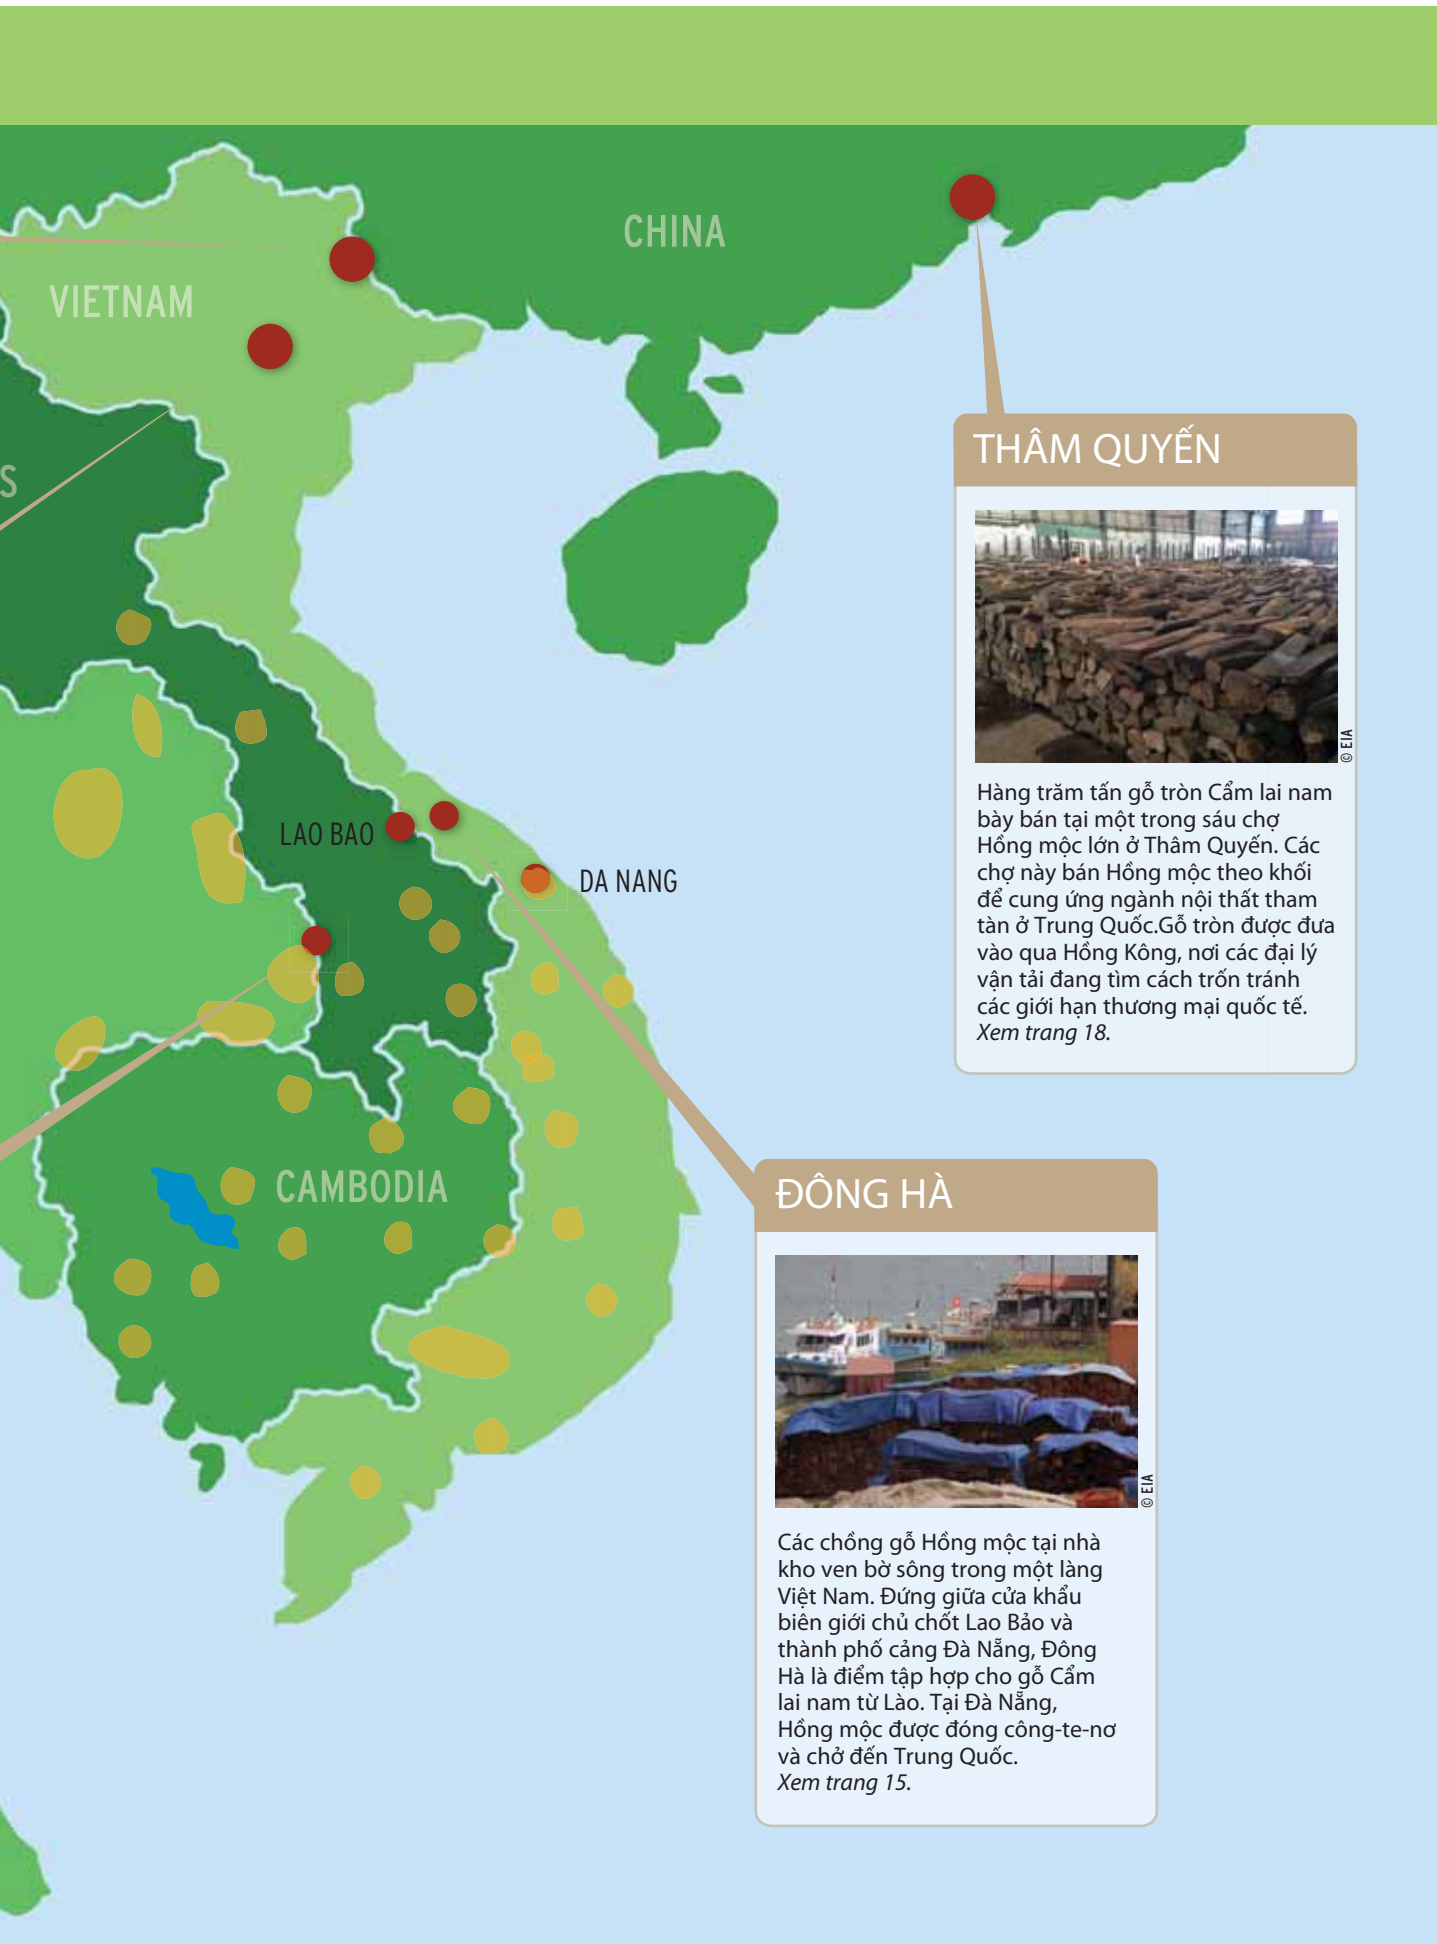 CHINA
VIETNAM
S
LAO BAO
DA NANG
CAMBODIA
THÂM QUYẾN
© EIA
Hàng trăm tấn gỗ tròn Cẩm lai nam
bày bán tại một trong sáu chợ
Hồng mộc lớn ở Thâm Quyến. Các
chợ này bán Hồng mộc theo khối
để cung ứng ngành nội thất tham
tàn ở Trung Quốc.Gỗ tròn được đưa
vào qua Hồng Kông, nơi các đại lý
vận tải đang tìm cách trốn tránh
các giới hạn thương mại quốc tế.
Xem trang 18.
ĐÔNG HÀ
© EIA
Các chồng gỗ Hồng mộc tại nhà
kho ven bờ sông trong một làng
Việt Nam. Đứng giữa cửa khẩu
biên giới chủ chốt Lao Bảo và
thành phố cảng Đà Nẵng, Đông
Hà là điểm tập hợp cho gỗ Cẩm
lai nam từ Lào. Tại Đà Nẵng,
Hồng mộc được đóng công-te-nơ
và chở đến Trung Quốc.
Xem trang 15.